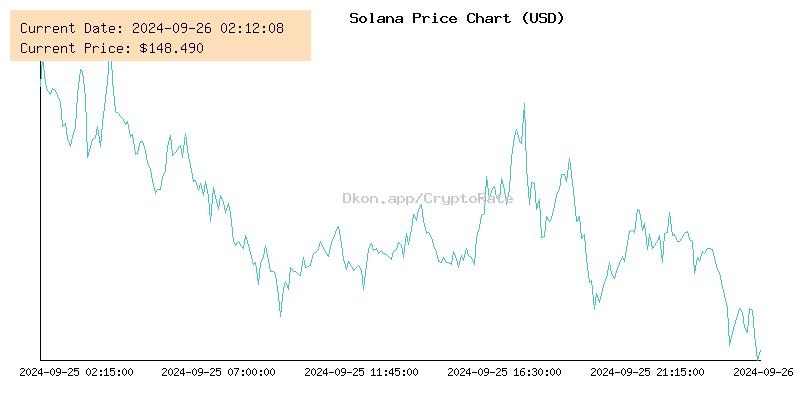 Solana Price Chart (USD)
Current Date: 2024-09-26 02:12:08
Current Price: $148.490
Dkon.app/CryptoRate
2024-09-25 02:15:00 2024-09-25 07:00:00 2024-09-25 11:45:00 2024-09-25 16:30:00 2024-09-25 21:15:00 2024-09-26